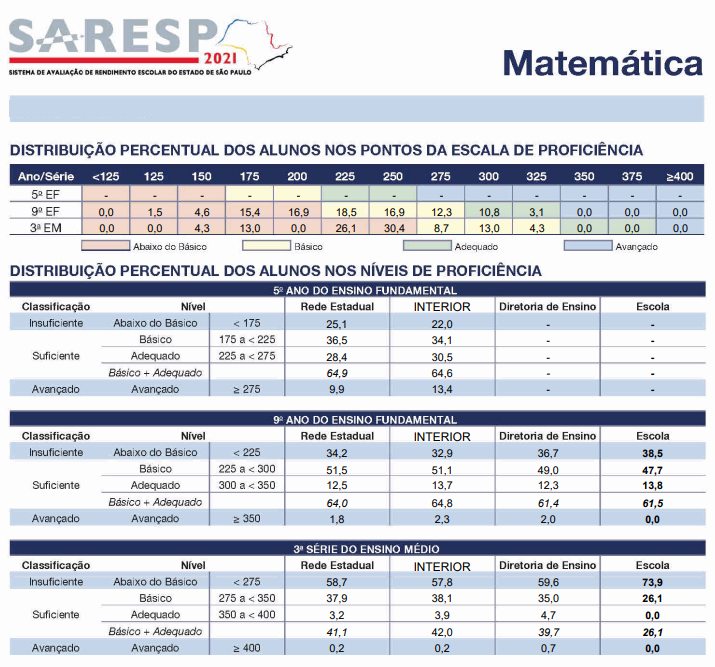 SARESP
2021
SISTEMA DE AVALIAÇÃO DE RENDIMENTO ESCOLAR DO ESTADO DE SÃO PAULO
Matemática
DISTRIBUIÇÃO PERCENTUAL DOS ALUNOS NOS PONTOS DA ESCALA DE PROFICIÊNCIA
Ano/Série <125 125 150 175 200 225 250 275 300 325 350 375 ≥400
5º EF - - - - - - - - - - - - -
9º EF 0,0 1,5 4,6 15,4 16,9 18,5 16,9 12,3 10,8 3,1 0,0 0,0 0,0
3ª EM 0,0 0,0 4,3 13,0 0,0 26,1 30,4 8,7 13,0 4,3 0,0 0,0 0,0
Abaixo do Básico Básico Adequado Avançado
DISTRIBUIÇÃO PERCENTUAL DOS ALUNOS NOS NÍVEIS DE PROFICIÊNCIA
5º ANO DO ENSINO FUNDAMENTAL
Classificação Nível Rede Estadual INTERIOR Diretoria de Ensino Escola
Insuficiente Abaixo do Básico < 175 25,1 22,0 - -
Básico 175 a < 225 36,5 34,1 - -
Suficiente Adequado 225 a < 275 28,4 30,5 - -
Básico + Adequado 64,9 64,6 - -
Avançado Avançado ≥ 275 9,9 13,4 - -
9º ANO DO ENSINO FUNDAMENTAL
Classificação Nível Rede Estadual INTERIOR Diretoria de Ensino Escola
Insuficiente Abaixo do Básico < 225 34,2 32,9 36,7 38,5
Básico 225 a < 300 51,5 51,1 49,0 47,7
Suficiente Adequado 300 a < 350 12,5 13,7 12,3 13,8
Básico + Adequado 64,0 64,8 61,4 61,5
Avançado Avançado ≥ 350 1,8 2,3 2,0 0,0
3ª SÉRIE DO ENSINO MÉDIO
Classificação Nível Rede Estadual INTERIOR Diretoria de Ensino Escola
Insuficiente Abaixo do Básico < 275 58,7 57,8 59,6 73,9
Básico 275 a < 350 37,9 38,1 35,0 26,1
Suficiente Adequado 350 a < 400 3,2 3,9 4,7 0,0
Básico + Adequado 41,1 42,0 39,7 26,1
Avançado Avançado ≥ 400 0,2 0,2 0,7 0,0